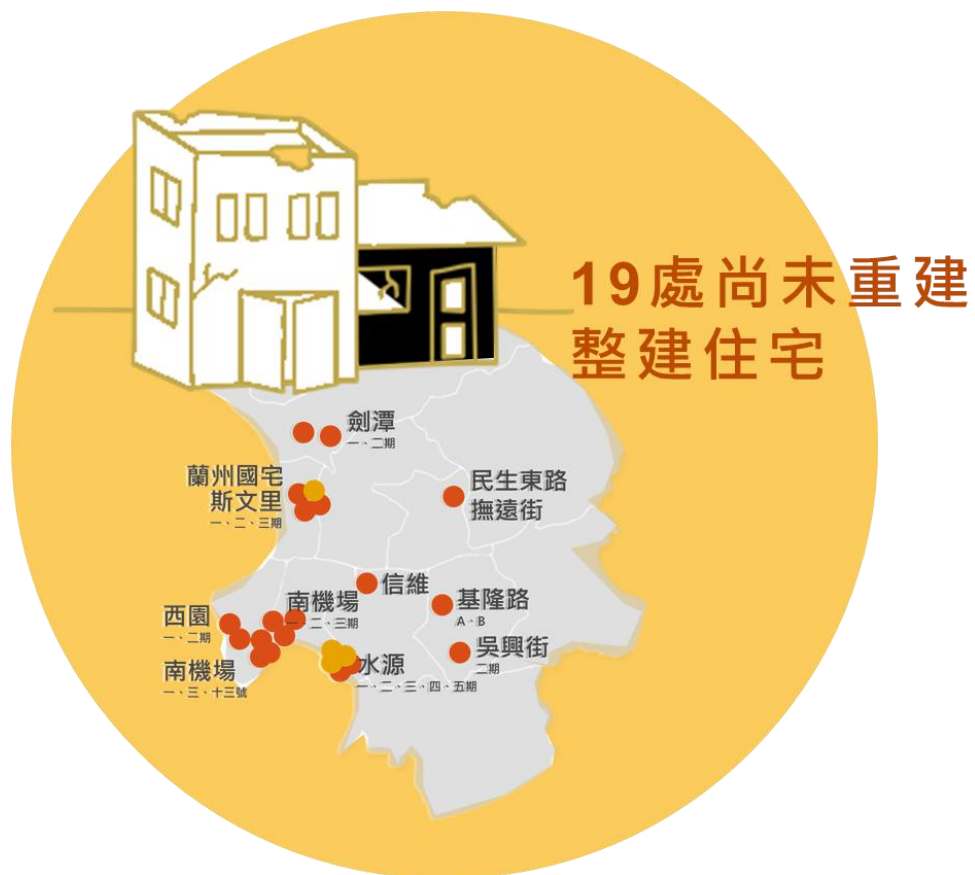 19處尚未重建
整建住宅
劍潭
一、二期
蘭州國宅
斯文里
一、二、三期
民生東路
撫遠街
信維
基隆路
A、B
南機場
一、二、三期
西園
一、二期
吳興街
二期
南機場
一、三、十三號
水源
一、二、三、四、五期